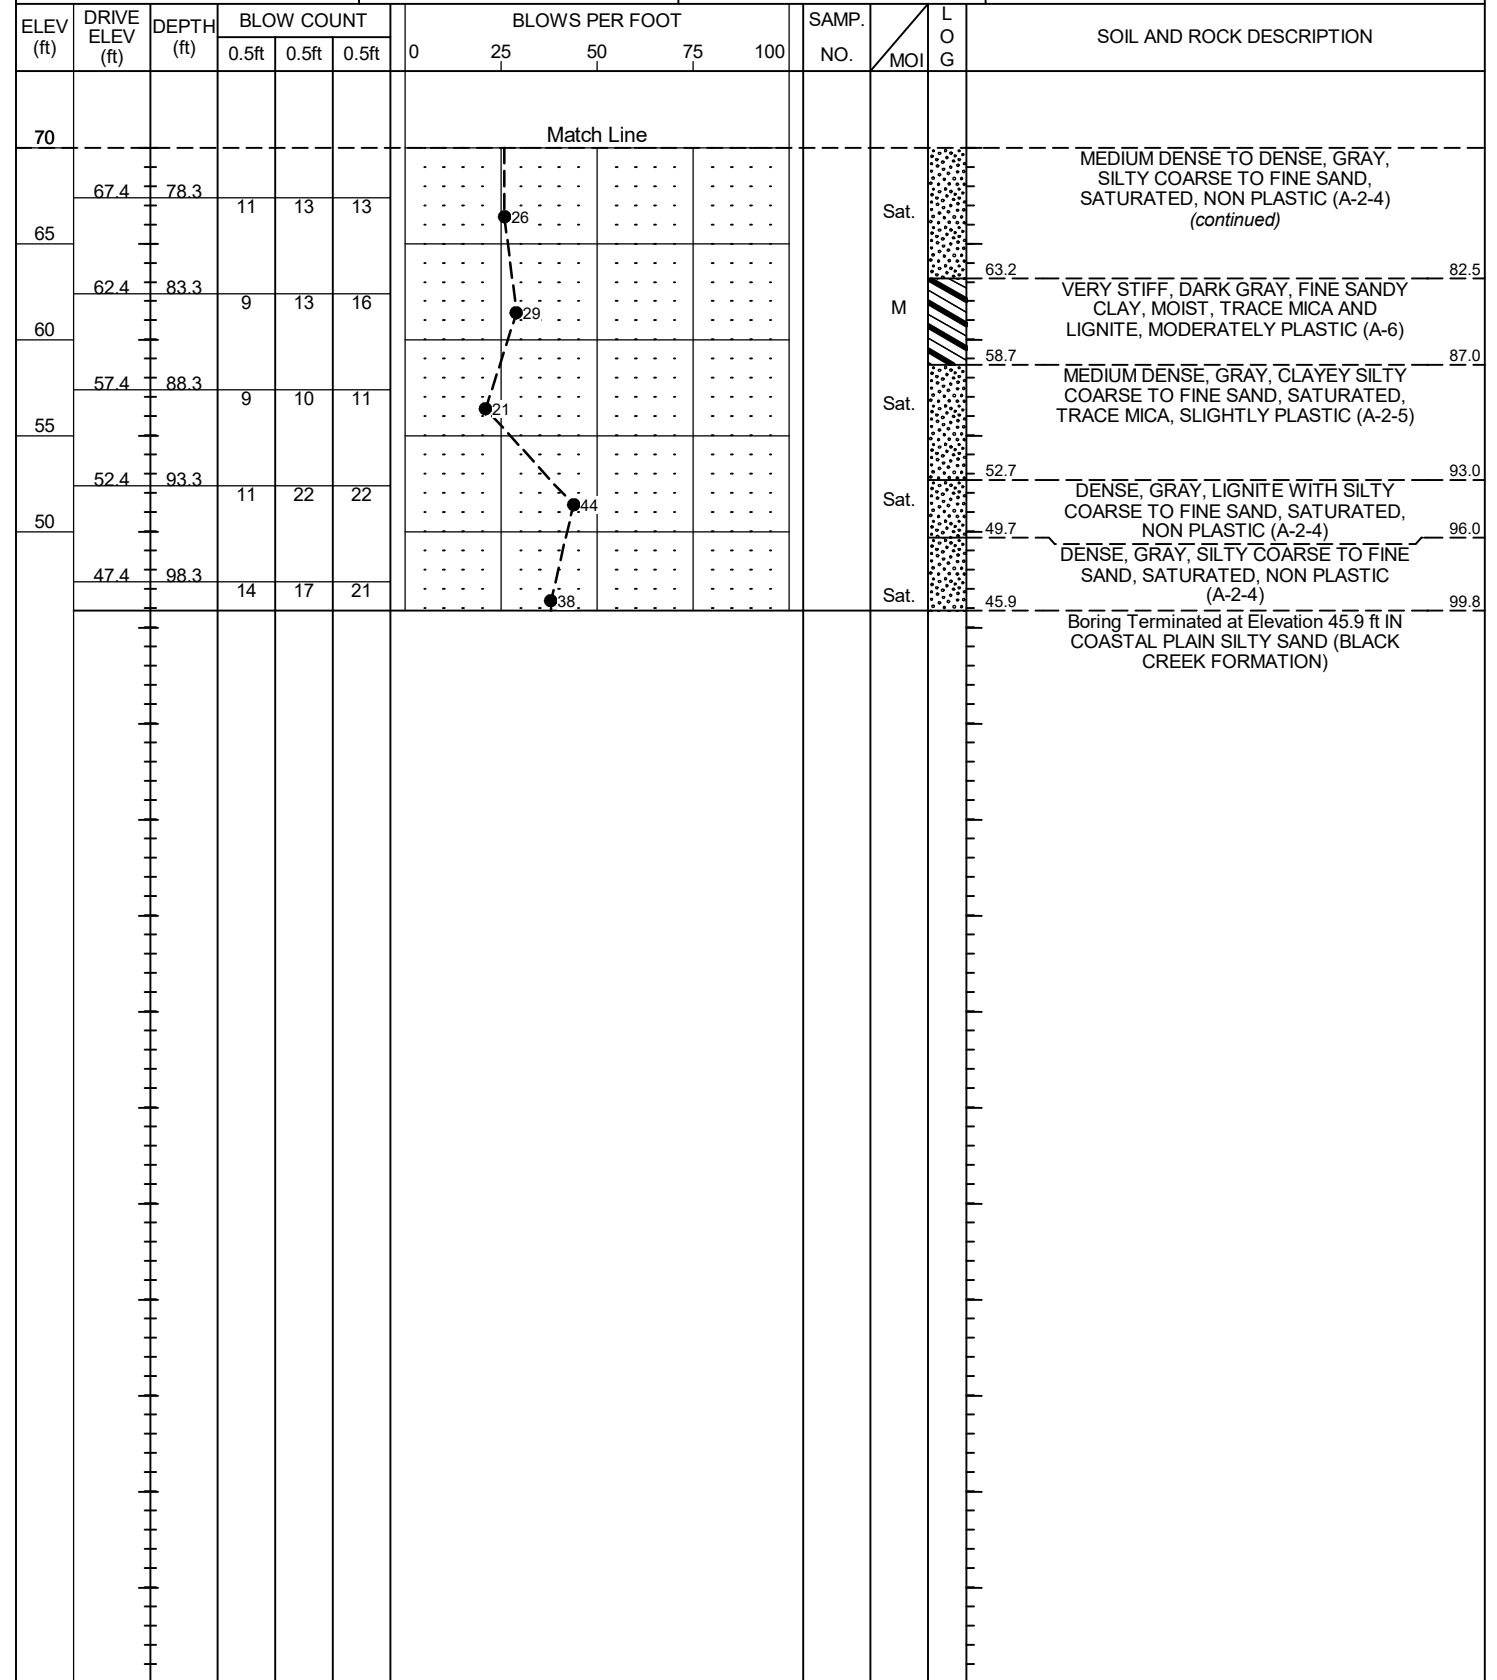 ELEV (ft) DRIVE ELEV (ft) DEPTH (ft) BLOW COUNT BLOWS PER FOOT SAMP. NO. MOI L O G SOIL AND ROCK DESCRIPTION
0.5ft 0.5ft 0.5ft 0 25 50 75 100
70 Match Line
MEDIUM DENSE TO DENSE, GRAY,
SILTY COARSE TO FINE SAND,
SATURATED, NON PLASTIC (A-2-4)
(continued)
67.4 78.3
11 13 13 26 Sat.
65
63.2 82.5
62.4 83.3
VERY STIFF, DARK GRAY, FINE SANDY
CLAY, MOIST, TRACE MICA AND
LIGNITE, MODERATELY PLASTIC (A-6)
9 13 16 29 M
60
58.7 87.0
57.4 88.3
MEDIUM DENSE, GRAY, CLAYEY SILTY
COARSE TO FINE SAND, SATURATED,
TRACE MICA, SLIGHTLY PLASTIC (A-2-5)
9 10 11 21 Sat.
55
52.7 93.0
52.4 93.3
DENSE, GRAY, LIGNITE WITH SILTY
COARSE TO FINE SAND, SATURATED,
NON PLASTIC (A-2-4)
11 22 22 44 Sat.
50
49.7 96.0
DENSE, GRAY, SILTY COARSE TO FINE
SAND, SATURATED, NON PLASTIC
(A-2-4)
47.4 98.3
14 17 21 38 Sat.
45.9 99.8
Boring Terminated at Elevation 45.9 ft IN
COASTAL PLAIN SILTY SAND (BLACK
CREEK FORMATION)